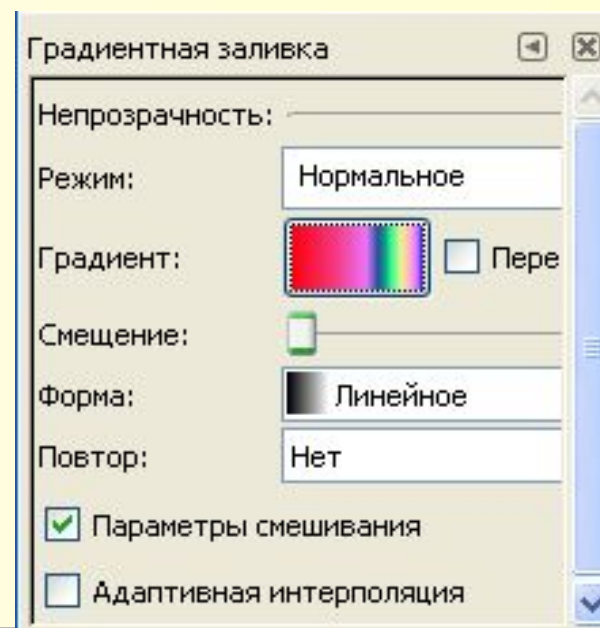 Градиентная заливка
Непрозрачность:
Режим: Нормальное
Градиент: Пере
Смещение:
Форма: Линейное
Повтор: Нет
Параметры смешивания
Адаптивная интерполяция